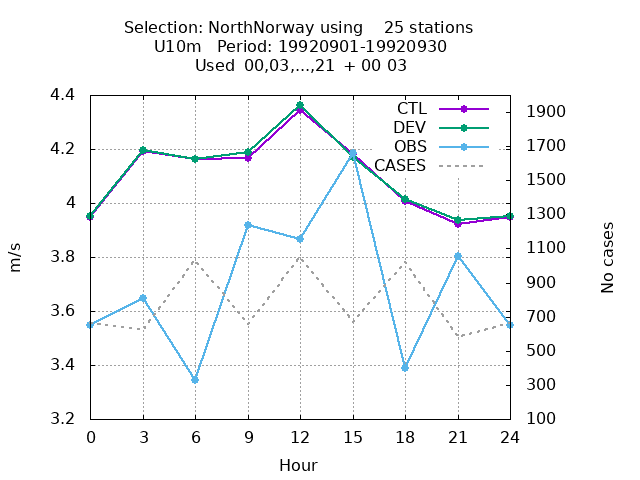 Selection: NorthNorway using    25 stations
U10m   Period: 19920901-19920930
Used  00,03,...,21  + 00 03
4.4
4.2
4
3.8
3.6
3.4
3.2
m/s
CTL
DEV
OBS
CASES
1900
1700
1500
1300
1100
900
700
500
300
100
No cases
0 3 6 9 12 15 18 21 24
Hour